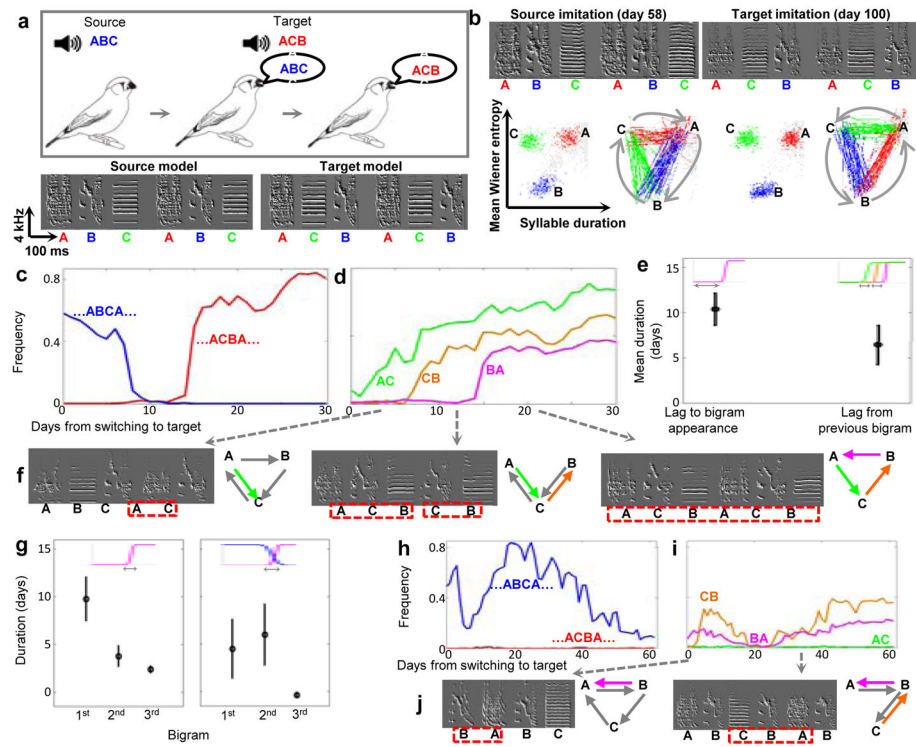 a
Source
ABC
Target
ACB
ABC
ACB
Source model
Target model
4 kHz
A B C A B C
A C B A C B
100 ms
b
Source imitation (day 58)
Target imitation (day 100)
A B C A B C
A C B A C B
Mean Wiener entropy
C A B
C A B
C A B
C A B
Syllable duration
c
Frequency
0.8
0.4
0
...ABCA...
...ACBA...
0 10 20 30
Days from switching to target
d
AC
CB
BA
0 10 20 30
e
Mean duration
(days)
15
10
5
0
Lag to bigram
appearance
Lag from
previous bigram
f
A B C A C
A B
C
A C B C B
A B
C
A C B A C B
A B
C
g
Duration (days)
15
10
5
0
1st 2nd 3rd
1st 2nd 3rd
Bigram
h
Frequency
0.8
0.4
0
...ABCA...
...ACBA...
0 20 40 60
Days from switching to target
i
CB
BA
AC
0 20 40 60
j
B A B C
A B
C
A B C B A B
A B
C